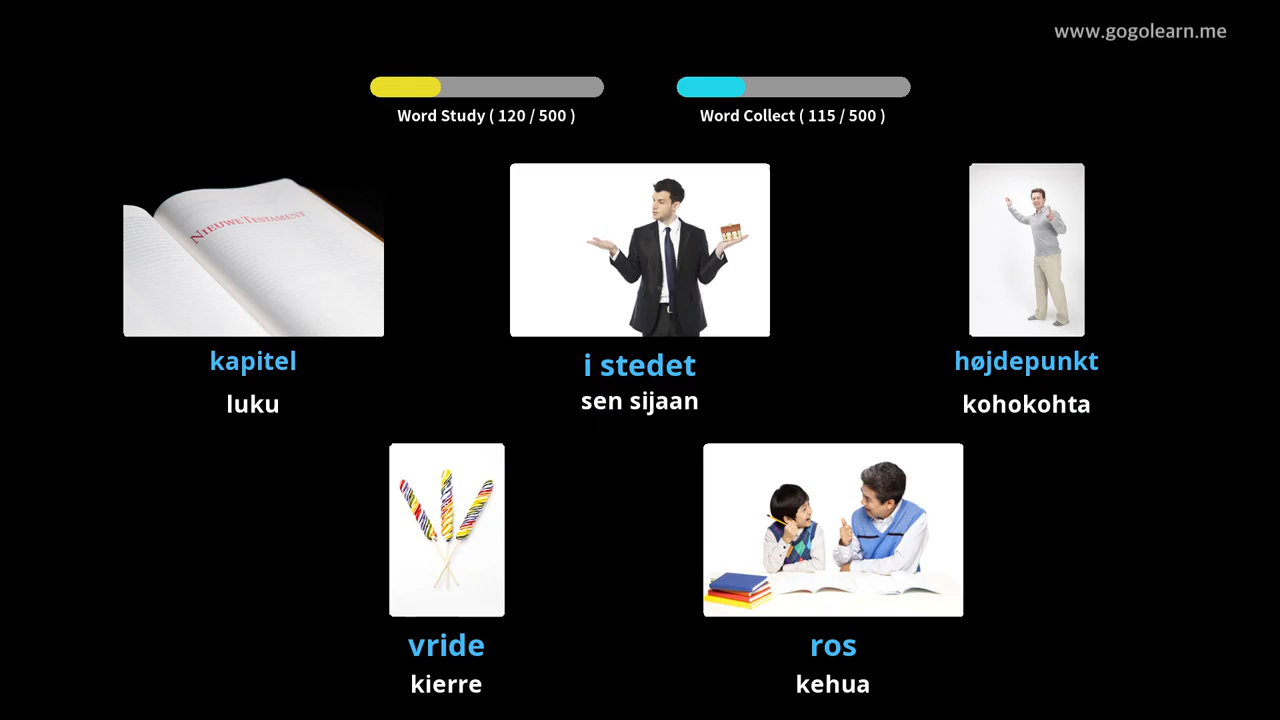 www.gogolearn.me
Word Study ( 120 / 500 )
Word Collect ( 115 / 500 )
NIEUWE TESTAMENT
kapitel
luku
i stedet
sen sijaan
højdepunkt
kohokohta
vride
kierre
ros
kehua